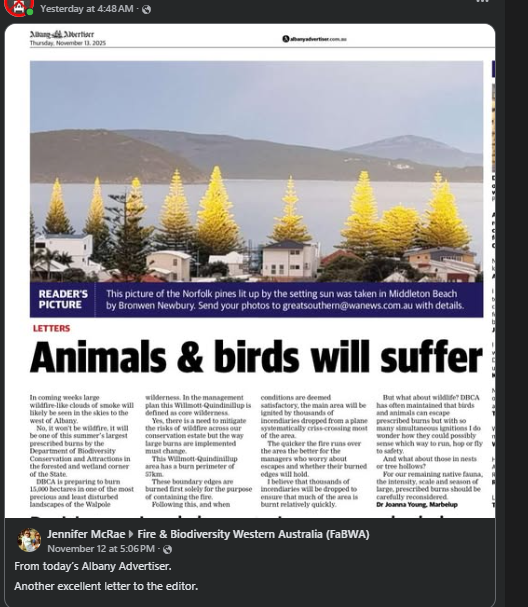 Yesterday at 4:48 AM ·
Albany Advertiser
Thursday, November 13, 2025
albanyadvertiser.com.au
READER'S
PICTURE
This picture of the Norfolk pines lit up by the setting sun was taken in Middleton Beach
by Bronwen Newbury. Send your photos to greatsouthern@wanews.com.au with details.
LETTERS
Animals & birds will suffer
In coming weeks large
wildfire-like clouds of smoke will
likely be seen in the skies to the
west of Albany.
No, it won't be wildfire, it will
be one of this summer's largest
prescribed burns by the
Department of Biodiversity
Conservation and Attractions in
the forested and wetland corner
of the State.
DBCA is preparing to burn
15,000 hectares in one of the most
precious and least disturbed
landscapes of the Walpole
wilderness. In the management
plan this Willmott-Quindinillup is
defined as core wilderness.
Yes, there is a need to mitigate
the risks of wildfire across our
conservation estate but the way
large burns are implemented
must change.
This Willmott-Quindinillup
area has a burn perimeter of
57km.
These boundary edges are
burned first solely for the purpose
of containing the fire.
Following this, and when
conditions are deemed
satisfactory, the main area will be
ignited by thousands of
incendiaries dropped from a plane
systematically criss-crossing most
of the area.
The quicker the fire runs over
the area the better for the
managers who worry about
escapes and whether their burned
edges will hold.
I believe that thousands of
incendiaries will be dropped to
ensure that much of the area is
burnt relatively quickly.
But what about wildlife? DBCA
has often maintained that birds
and animals can escape
prescribed burns but with so
many simultaneous ignitions I do
wonder how they could possibly
sense which way to run, hop or fly
to safety.
And what about those in nests
or tree hollows?
For our remaining native fauna,
the intensity, scale and season of
large, prescribed burns should be
carefully reconsidered.
Dr Joanna Young, Marbelup
Jennifer McRae ▸ Fire & Biodiversity Western Australia (FaBWA)
November 12 at 5:06 PM ·
From today's Albany Advertiser.
Another excellent letter to the editor.